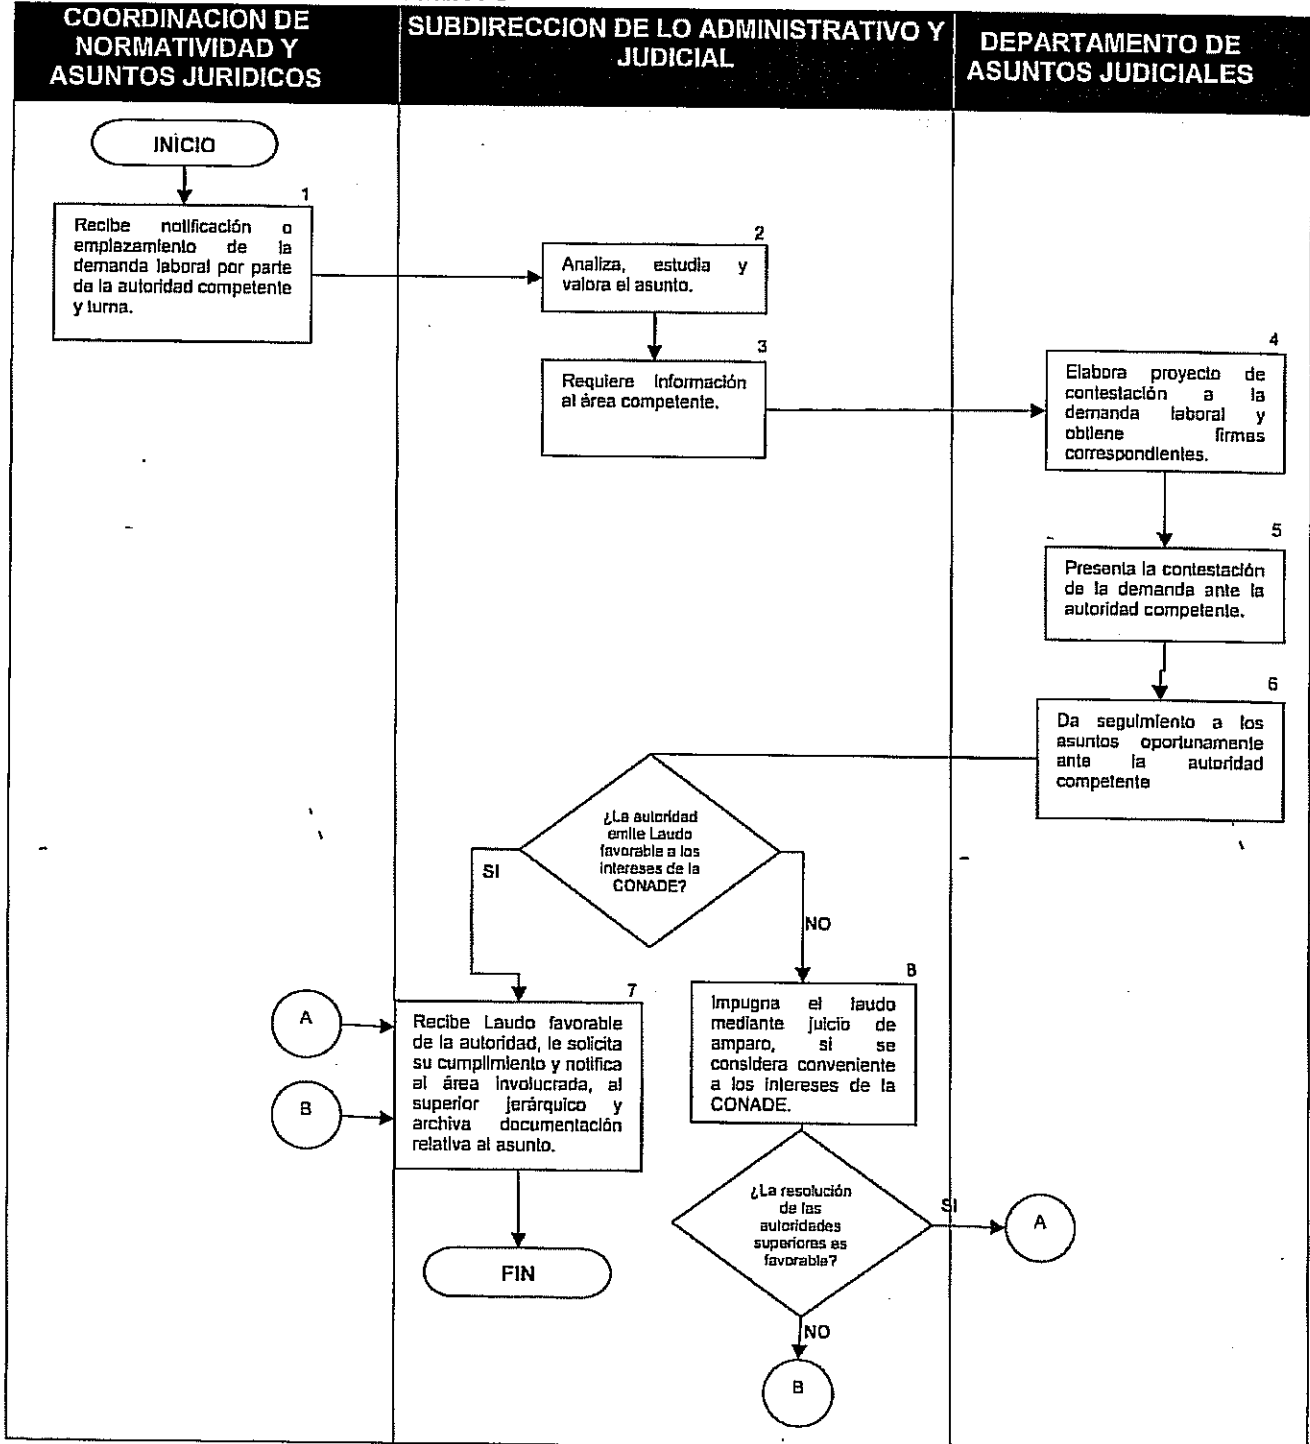 COORDINACION DE
NORMATIVIDAD Y
ASUNTOS JURIDICOS
SUBDIRECCION DE LO ADMINISTRATIVO Y
JUDICIAL
DEPARTAMENTO DE
ASUNTOS JUDICIALES
INICIO
1
Recibe notificación o
emplazamiento de la
demanda laboral por parte
de la autoridad competente
y turna.
2
Analiza, estudia y
valora el asunto.
3
Requiere información
al área competente.
4
Elabora proyecto de
contestación a la
demanda laboral y
obtiene firmas
correspondientes.
5
Presenta la contestación
de la demanda ante la
autoridad competente.
6
Da seguimiento a los
asuntos oportunamente
ante la autoridad
competente
¿La autoridad
emite Laudo
favorable a los
intereses de la
CONADE?
SI
NO
7
A
B
Recibe Laudo favorable
de la autoridad, le solicita
su cumplimiento y notifica
al área involucrada, al
superior jerárquico y
archiva documentación
relativa al asunto.
8
Impugna el laudo
mediante juicio de
amparo, si se
considera conveniente
a los intereses de la
CONADE.
¿La resolución
de las
autoridades
superiores es
favorable?
SI
A
FIN
NO
B